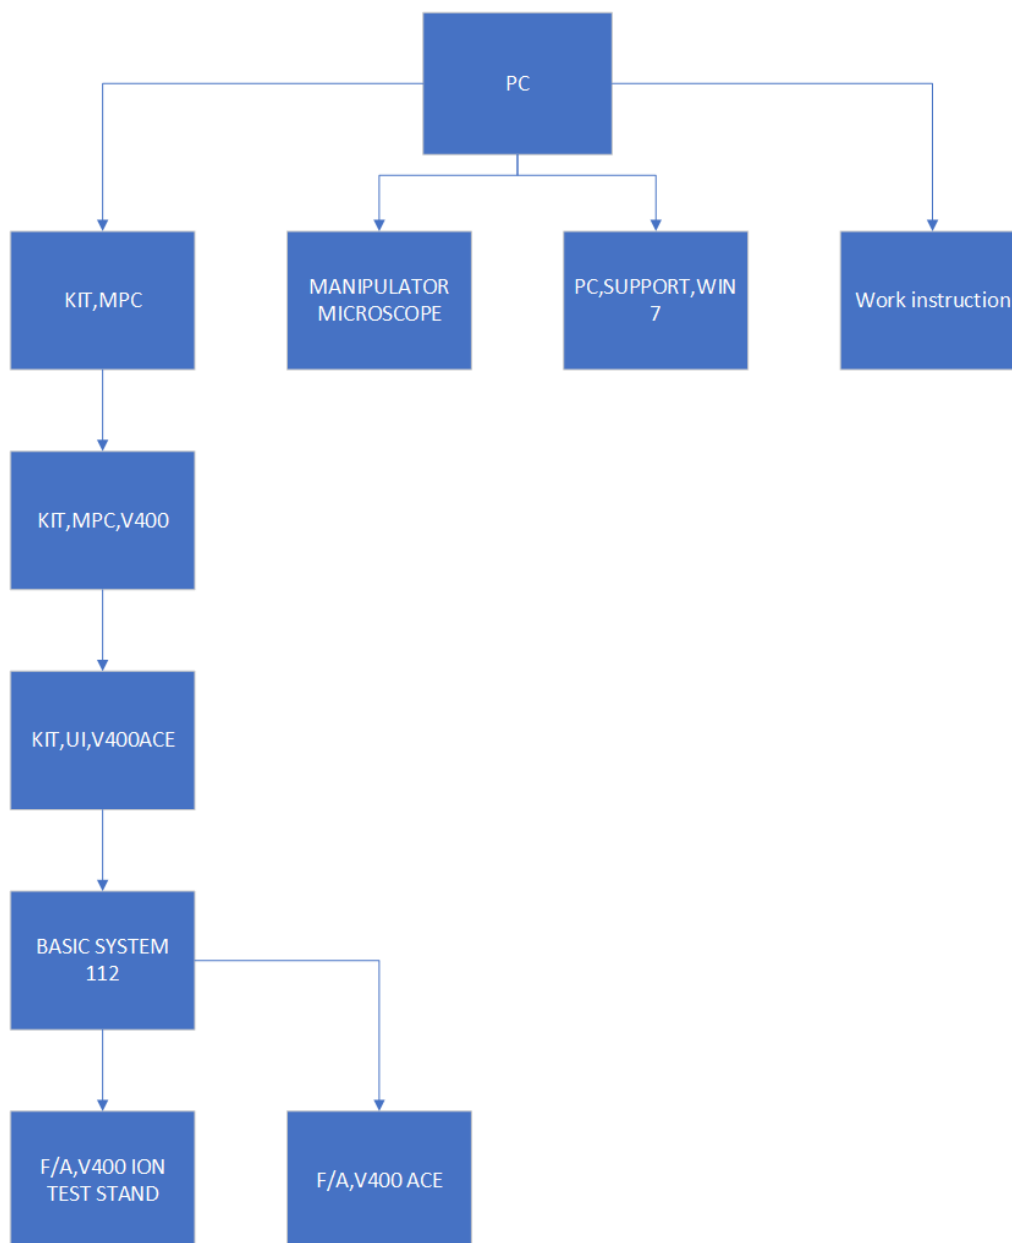 PC
KIT,MPC
MANIPULATOR
MICROSCOPE
PC,SUPPORT,WIN
7
Work instruction
KIT,MPC,V400
KIT,UI,V400ACE
BASIC SYSTEM
112
F/A,V400 ION
TEST STAND
F/A,V400 ACE